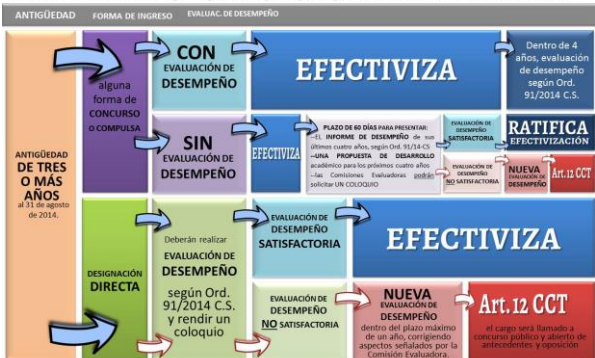 ANTIGÜEDAD
FORMA DE INGRESO
EVALUAC. DE DESEMPEÑO
ANTIGÜEDAD
DE TRES
O MÁS
AÑOS
al 31 de agosto
de 2014.
alguna
forma de
CONCURSO
O COMPULSA
CON
EVALUACIÓN DE
DESEMPEÑO
EFECTIVIZA
Dentro de 4
años, evaluación
de desempeño
según Ord.
91/2014 C.S.
SIN
EVALUACIÓN DE
DESEMPEÑO
EFECTIVIZA
PLAZO DE 60 DÍAS PARA PRESENTAR:
--EL INFORME DE DESEMPEÑO de sus
últimos cuatro años, según Ord. 91/14-CS
--UNA PROPUESTA DE DESARROLLO
académico para los próximos cuatro años
--las Comisiones Evaluadoras podrán
solicitar UN COLOQUIO
EVALUACIÓN DE
DESEMPEÑO
SATISFACTORIA
RATIFICA
EFECTIVIZACIÓN
EVALUACIÓN DE
DESEMPEÑO
NO SATISFACTORIA
NUEVA
EVALUACIÓN DE
DESEMPEÑO
Art.12 CCT
DESIGNACIÓN
DIRECTA
Deberán realizar
EVALUACIÓN DE
DESEMPEÑO
según Ord.
91/2014 C.S.
y rendir un
coloquio
EVALUACIÓN DE
DESEMPEÑO
SATISFACTORIA
EFECTIVIZA
EVALUACIÓN DE
DESEMPEÑO
NO SATISFACTORIA
NUEVA
EVALUACIÓN DE
DESEMPEÑO
dentro del plazo máximo
de un año, corrigiendo
aspectos señalados por la
Comisión Evaluadora.
Art. 12 CCT
el cargo será llamado a
concurso público y abierto de
antecedentes y oposición